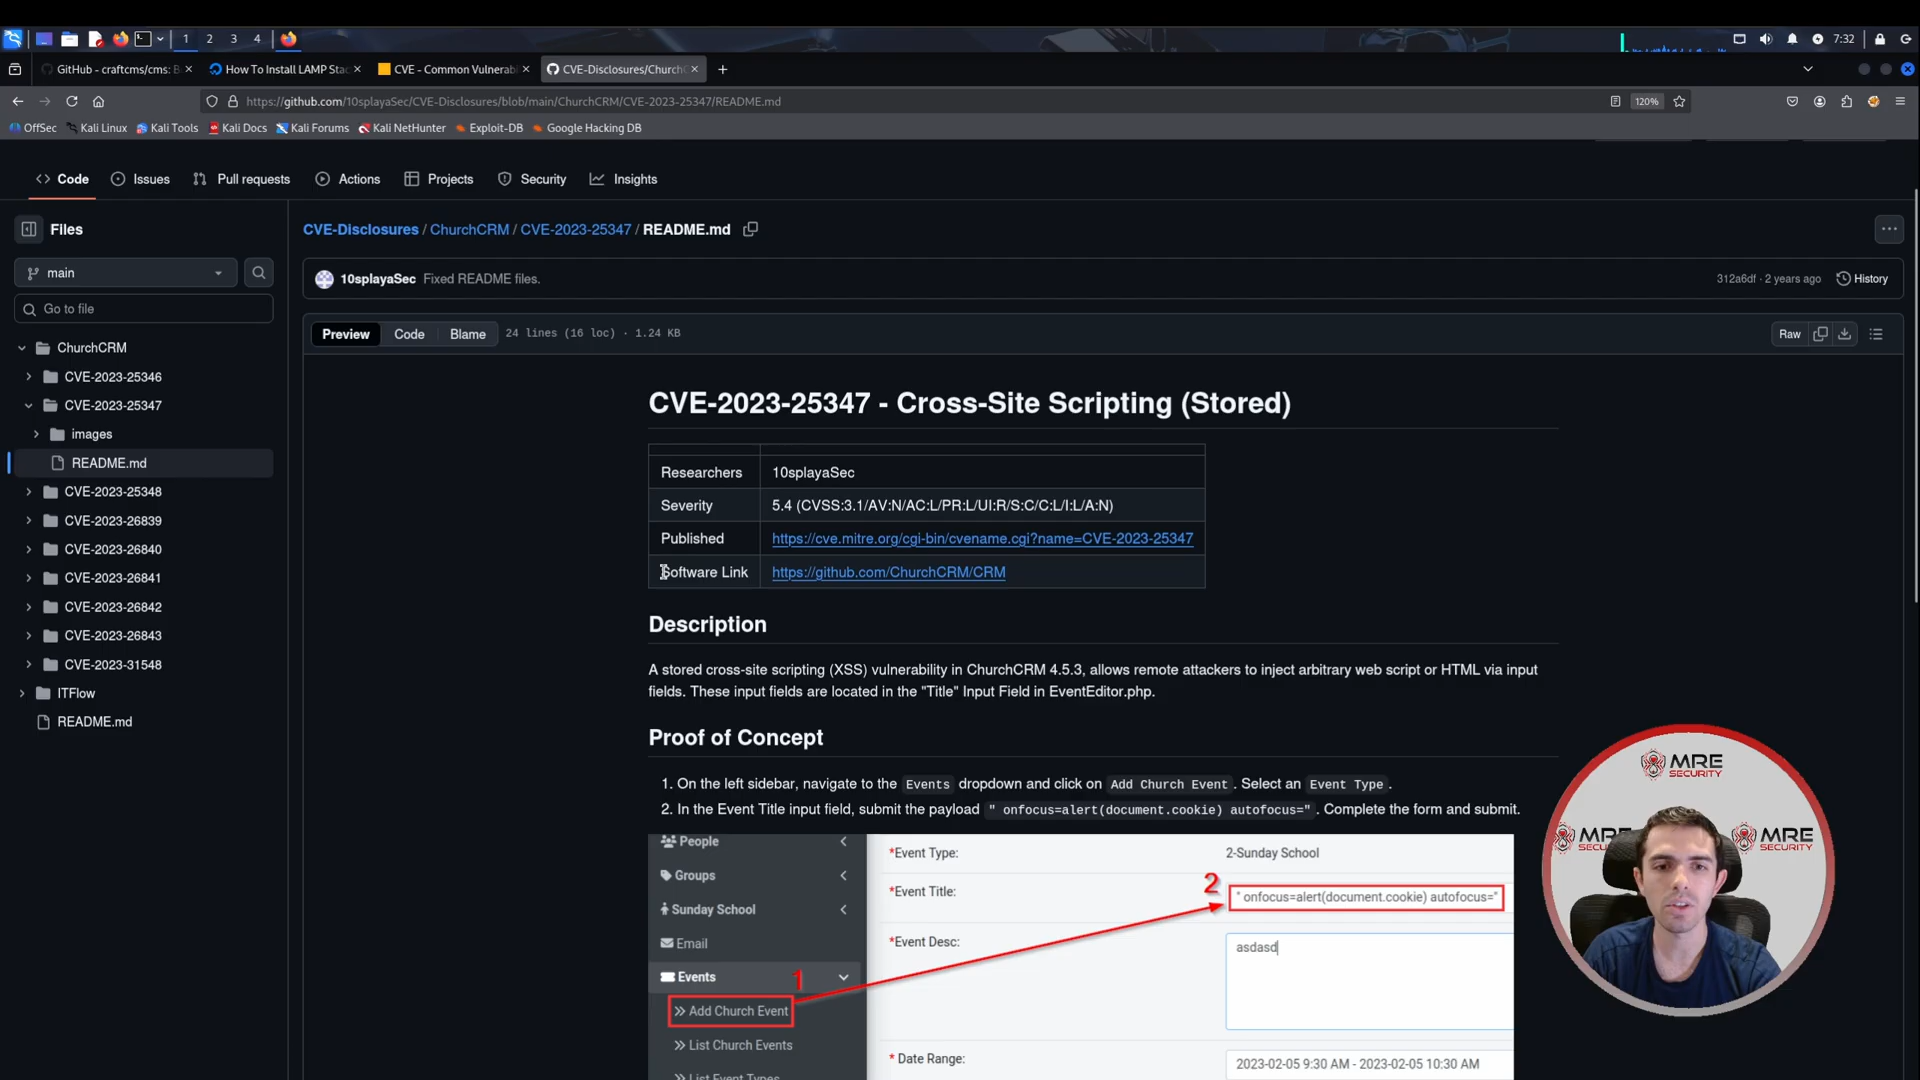 1 2 3 4 7:32
GitHub - craftcms/cms: B
How To Install LAMP Stac
CVE - Common Vulnerabi
CVE-Disclosures/ChurchC
https://github.com/10splayaSec/CVE-Disclosures/blob/main/ChurchCRM/CVE-2023-25347/README.md
120%
OffSec Kali Linux Kali Tools Kali Docs Kali Forums Kali NetHunter Exploit-DB Google Hacking DB
Code Issues Pull requests Actions Projects Security Insights
Files
main
Go to file
ChurchCRM
CVE-2023-25346
CVE-2023-25347
images
README.md
CVE-2023-25348
CVE-2023-26839
CVE-2023-26840
CVE-2023-26841
CVE-2023-26842
CVE-2023-26843
CVE-2023-31548
ITFlow
README.md
CVE-Disclosures / ChurchCRM / CVE-2023-25347 / README.md
10splayaSec Fixed README files.
312a6df · 2 years ago History
Preview Code Blame 24 lines (16 loc) · 1.24 KB
Raw
CVE-2023-25347 - Cross-Site Scripting (Stored)
Researchers 10splayaSec
Severity 5.4 (CVSS:3.1/AV:N/AC:L/PR:L/UI:R/S:C/C:L/I:L/A:N)
Published https://cve.mitre.org/cgi-bin/cvename.cgi?name=CVE-2023-25347
Software Link https://github.com/ChurchCRM/CRM
Description
A stored cross-site scripting (XSS) vulnerability in ChurchCRM 4.5.3, allows remote attackers to inject arbitrary web script or HTML via input
fields. These input fields are located in the "Title" Input Field in EventEditor.php.
Proof of Concept
1. On the left sidebar, navigate to the Events dropdown and click on Add Church Event . Select an Event Type .
2. In the Event Title input field, submit the payload " onfocus=alert(document.cookie) autofocus=" . Complete the form and submit.
People
Groups
Sunday School
Email
Events
1
Add Church Event
List Church Events
List Event Types
*Event Type: 2-Sunday School
*Event Title: 2 " onfocus=alert(document.cookie) autofocus="
*Event Desc: asdasd
* Date Range: 2023-02-05 9:30 AM - 2023-02-05 10:30 AM
MRE
SECURITY
MRE
SECU
MRE
SECURITY